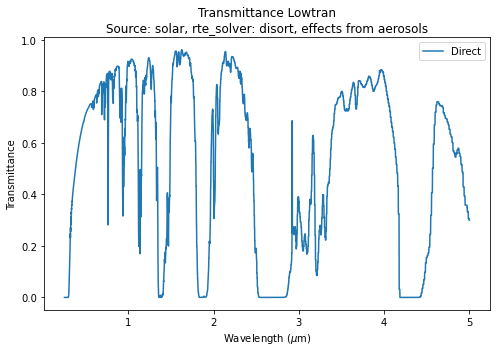 Transmittance Lowtran
Source: solar, rte_solver: disort, effects from aerosols
Direct
1.0
0.8
0.6
0.4
0.2
0.0
Transmittance
1
2
3
4
5
Wavelength (μm)